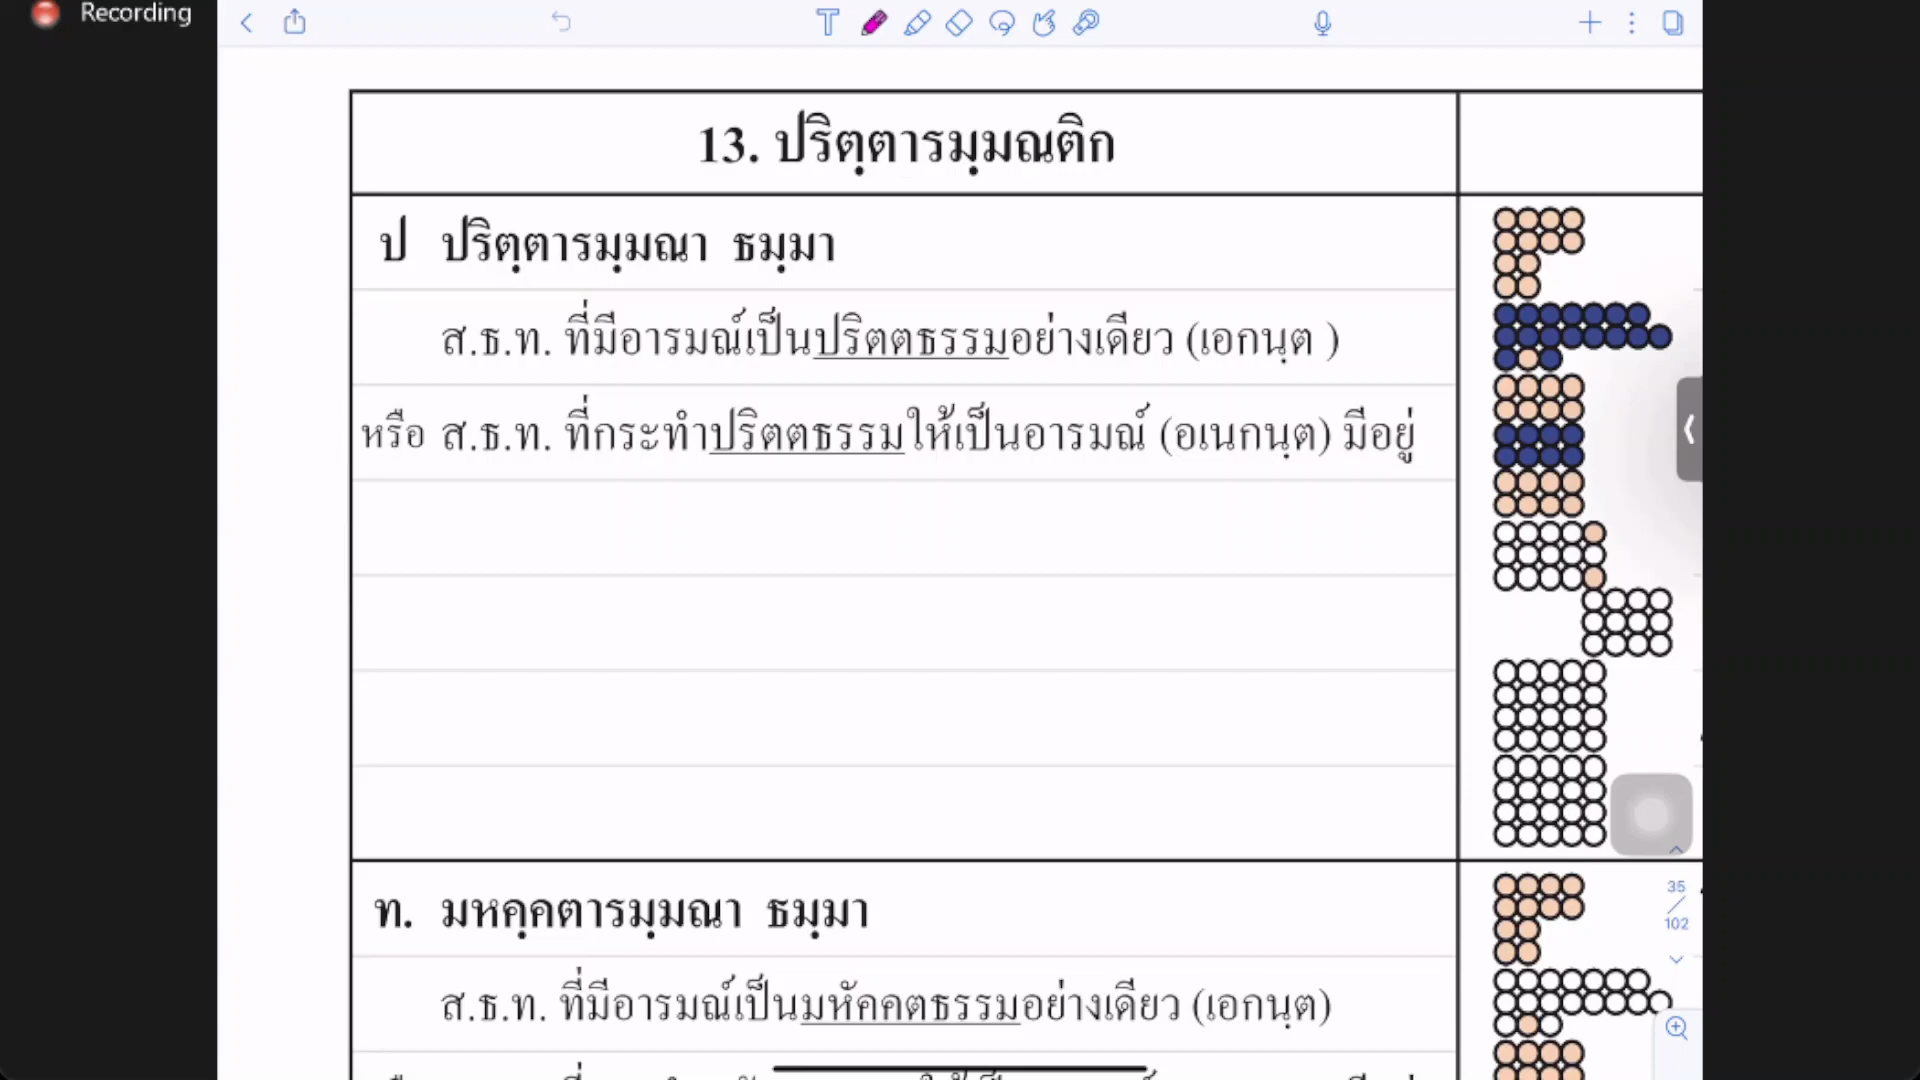 Recording
13. ปริตฺตารมฺมณติก
ป ปริตฺตารมฺมณา ธมฺมา
ส.ธ.ท. ที่มีอารมณ์เป็นปริตตธรรมอย่างเดียว (เอกนฺต )
หรือ ส.ธ.ท. ที่กระทำปริตตธรรมให้เป็นอารมณ์ (อเนกนฺต) มีอยู่
ท. มหคฺคตารมฺมณา ธมฺมา
35
102
ส.ธ.ท. ที่มีอารมณ์เป็นมหัคคตธรรมอย่างเดียว (เอกนฺต)